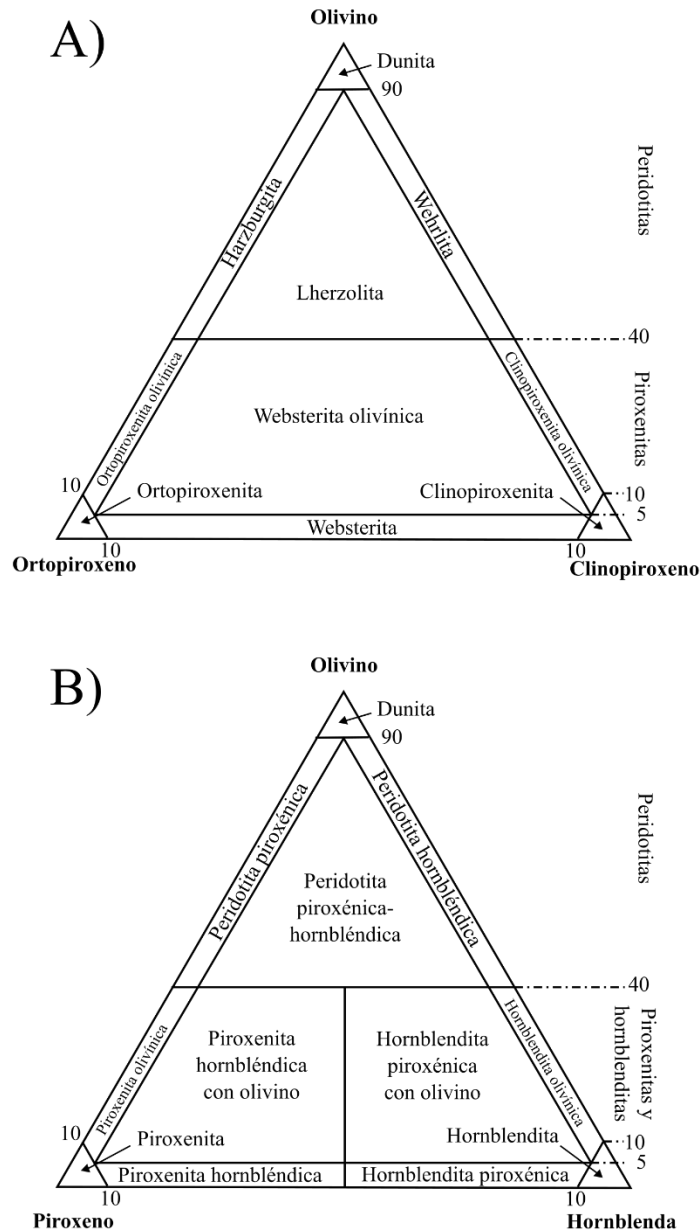 A)
Olivino
Dunita
90
Peridotitas
Harzburgita
Wehrlita
Lherzolita
40
Ortopiroxenita olivínica
Clinopiroxenita olivínica
Piroxenitas
Websterita olivínica
10
Ortopiroxenita
Clinopiroxenita
10
5
Websterita
10
10
Ortopiroxeno
Clinopiroxeno
B)
Olivino
Dunita
90
Peridotitas
Peridotita piroxénica
Peridotita hornbléndica
Peridotita
piroxénica-
hornbléndica
40
Piroxenita olivínica
Piroxenita
hornbléndica
con olivino
Hornblendita
piroxénica
con olivino
Hornblendita olivínica
Piroxenitas y
hornblenditas
10
Piroxenita
Hornblendita
10
5
Piroxenita hornbléndica
Hornblendita piroxénica
10
10
Piroxeno
Hornblenda